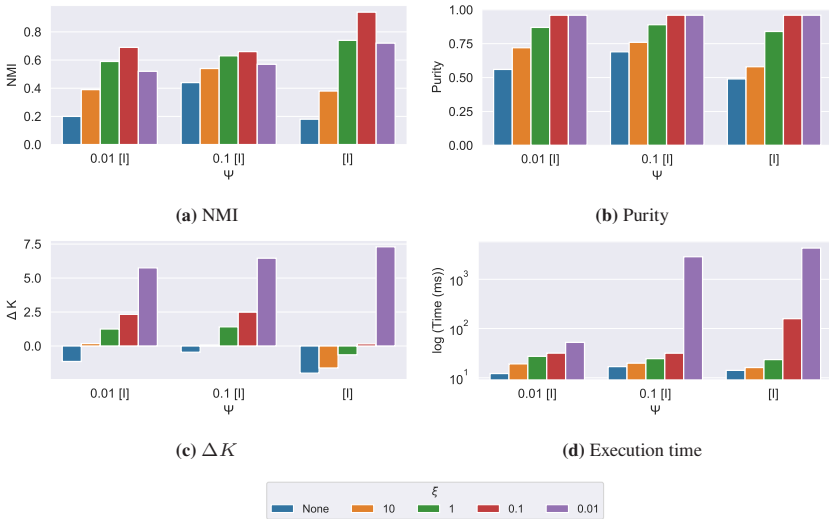 NMI
0.8
0.6
0.4
0.2
0.0
0.01 [I] 0.1 [I] [I]
Ψ
(a) NMI
Purity
1.00
0.75
0.50
0.25
0.00
0.01 [I] 0.1 [I] [I]
Ψ
(b) Purity
Δ K
7.5
5.0
2.5
0.0
0.01 [I] 0.1 [I] [I]
Ψ
(c) ΔK
log (Time (ms))
10³
10²
10¹
0.01 [I] 0.1 [I] [I]
Ψ
(d) Execution time
ξ
None 10 1 0.1 0.01